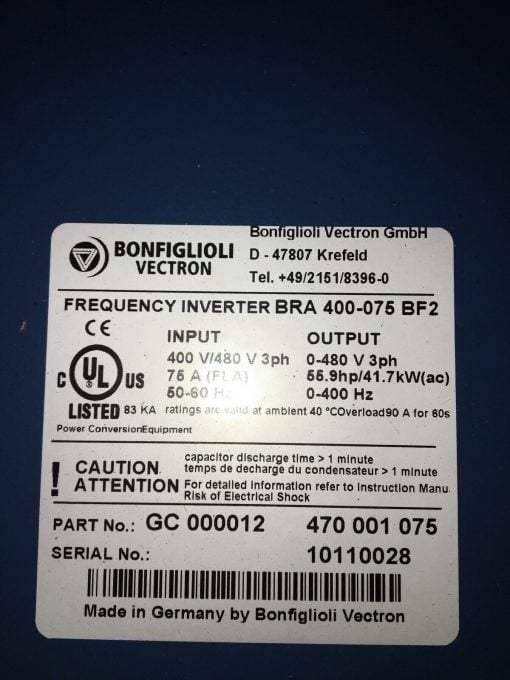 BONFIGLIOLI
VECTRON
Bonfiglioli Vectron GmbH
D - 47807 Krefeld
Tel. +49/2151/8396-0
FREQUENCY INVERTER BRA 400-075 BF2
CE
INPUT OUTPUT
400 V/480 V 3ph 0-480 V 3ph
75 A (FLA) 55.9hp/41.7kW(ac)
50-60 Hz 0-400 Hz
C UL US
LISTED 83 KA ratings are valid at ambient 40 °COverload90 A for 60s
Power ConversionEquipment
! CAUTION capacitor discharge time > 1 minute
temps de decharge du condensateur > 1 minute
ATTENTION For detailed Information refer to Instruction Manu
Risk of Electrical Shock
PART No.: GC 000012 470 001 075
SERIAL No.: 10110028
Made in Germany by Bonfiglioli Vectron